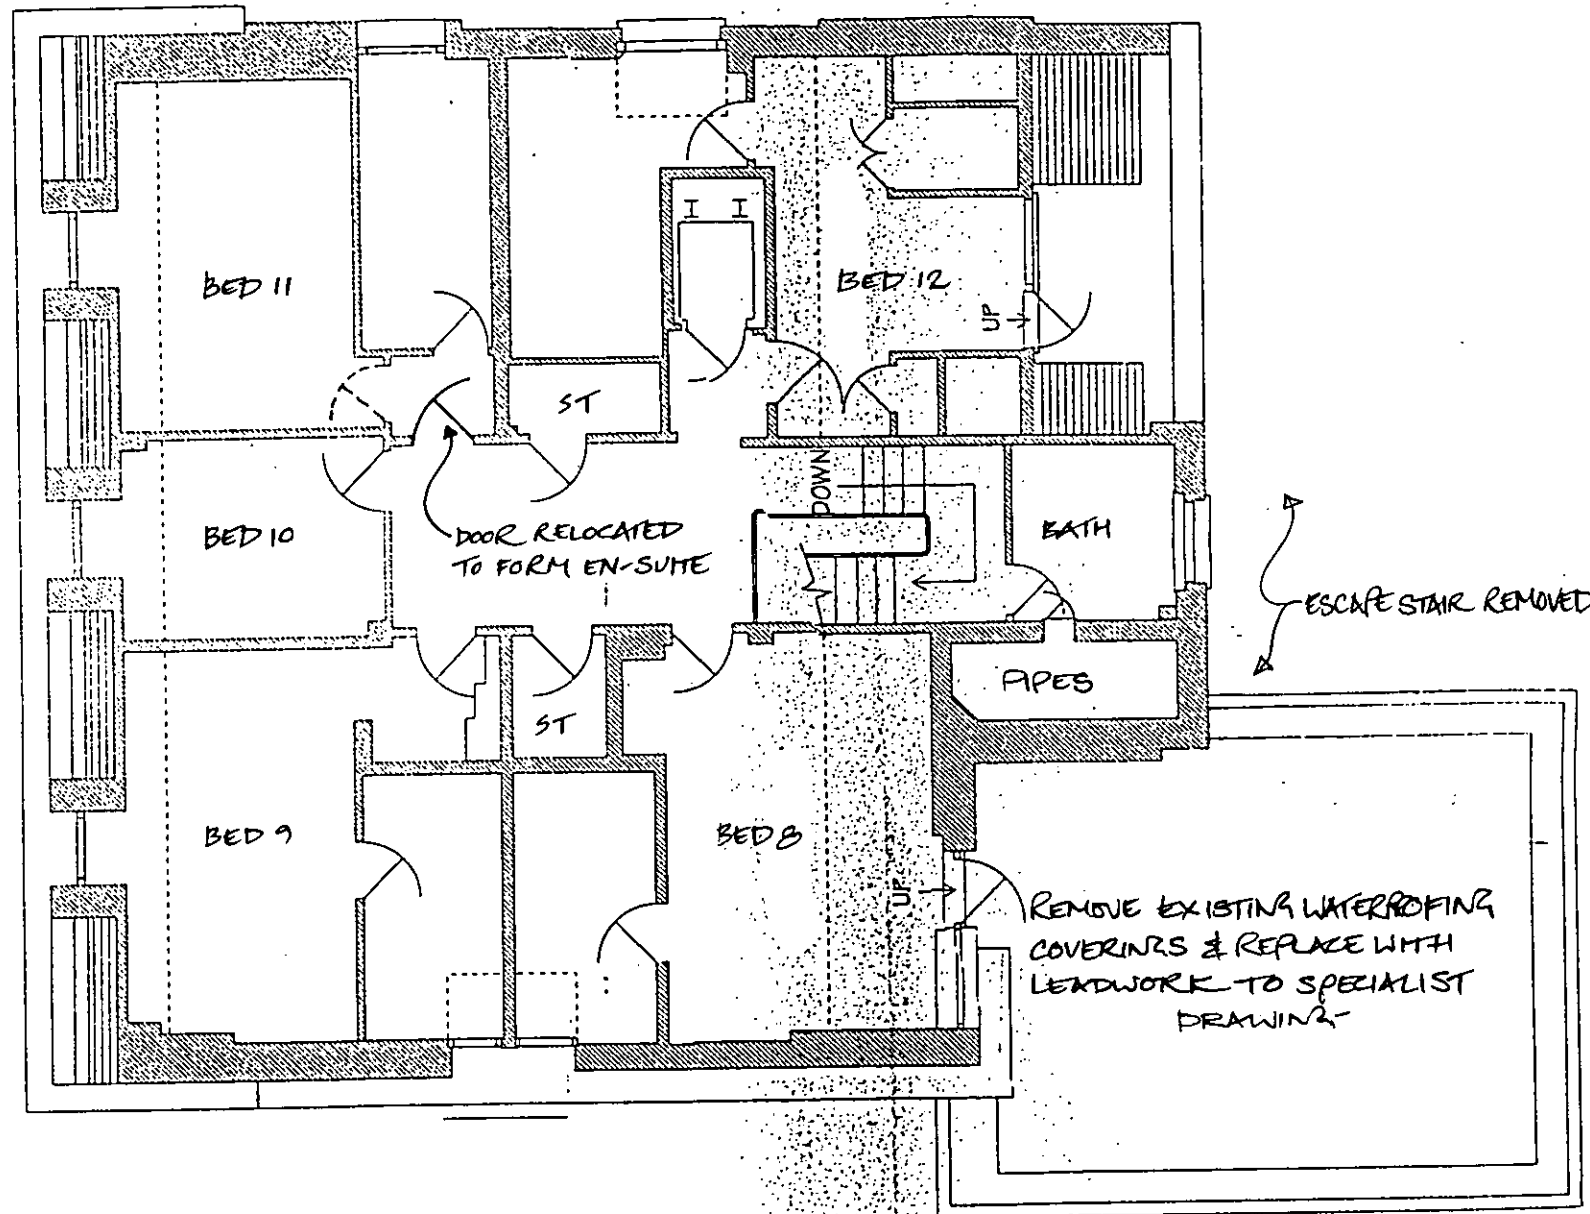 BED 11
BED 12
UP
ST
DOWN
BED 10
DOOR RELOCATED
TO FORM EN-SUITE
BATH
ESCAPE STAIR REMOVED
PIPES
ST
BED 9
BED 8
UP
REMOVE EXISTING WATERPROFING
COVERINGS & REPLACE WITH
LEADWORK TO SPECIALIST
DRAWING